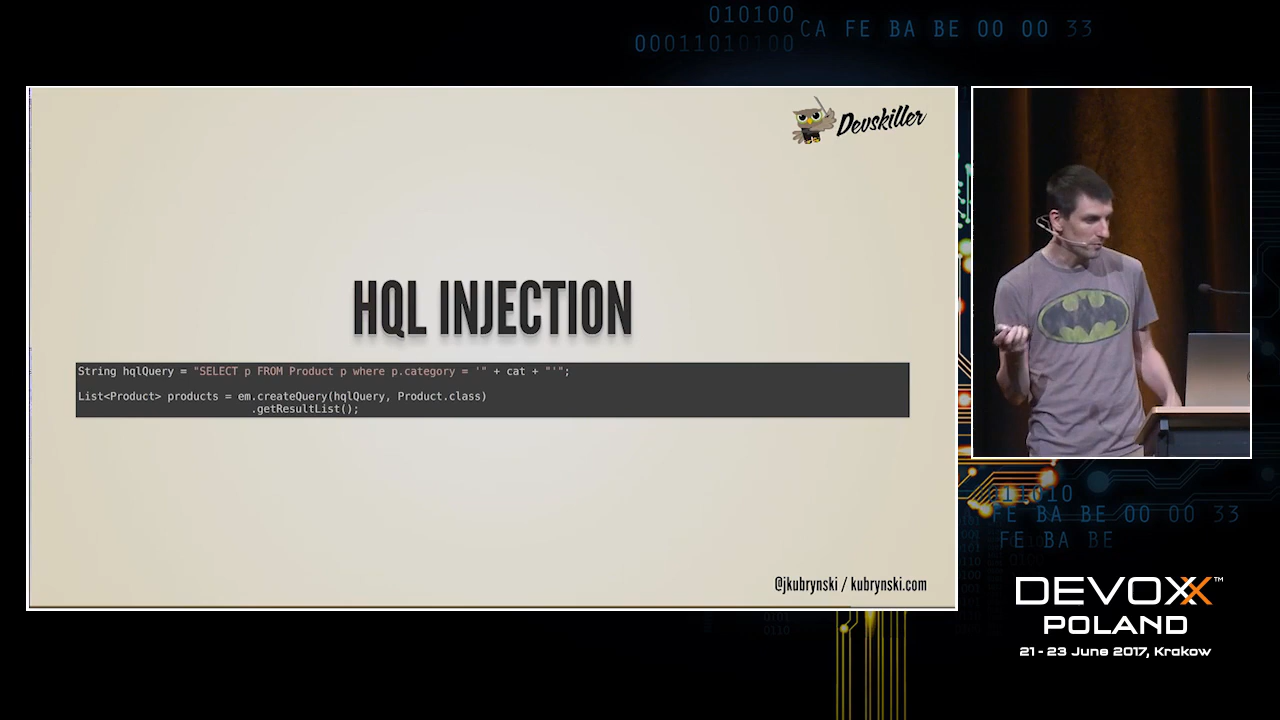 010100
CA FE BA BE 00 00 33
00011010100
Devskiller
HQL INJECTION
String hqlQuery = "SELECT p FROM Product p where p.category = '" + cat + "'";
List<Product> products = em.createQuery(hqlQuery, Product.class)
.getResultList();
@jkubrynski / kubrynski.com
011010
FE BA BE 00 00 33
FE BA BE
DEVOXX™
POLAND
21 - 23 June 2017, Krakow